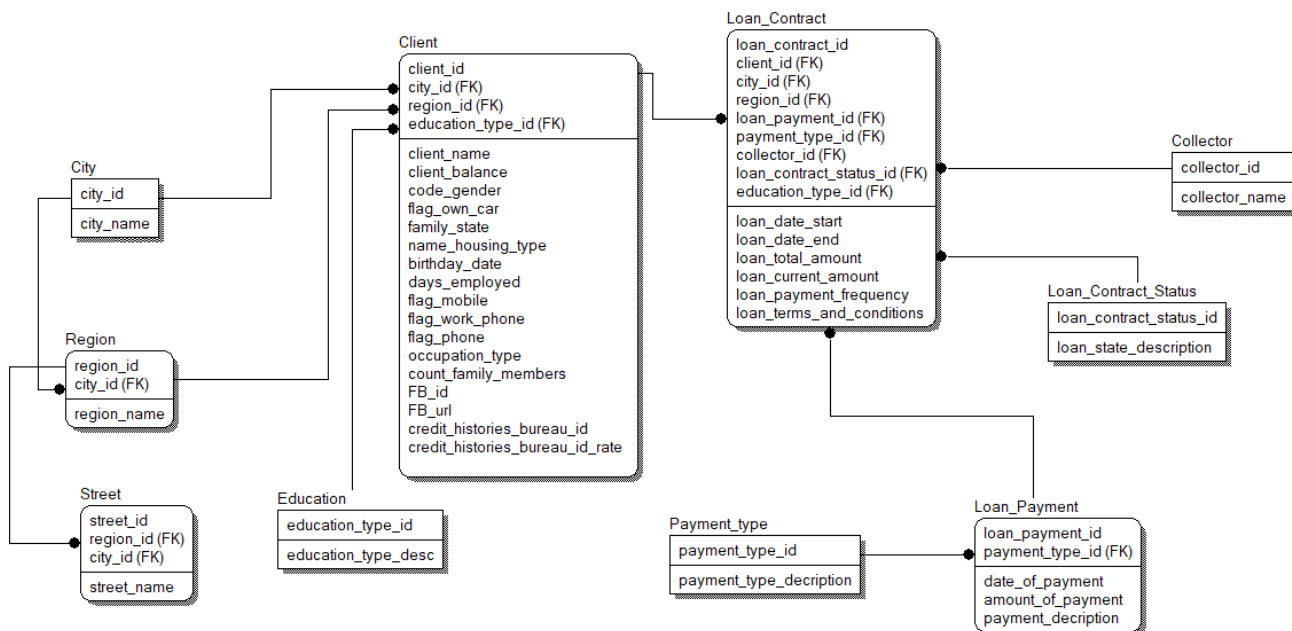 Loan_Contract
loan_contract_id
client_id (FK)
city_id (FK)
region_id (FK)
loan_payment_id (FK)
payment_type_id (FK)
collector_id (FK)
loan_contract_status_id (FK)
education_type_id (FK)
loan_date_start
loan_date_end
loan_total_amount
loan_current_amount
loan_payment_frequency
loan_terms_and_conditions
Client
client_id
city_id (FK)
region_id (FK)
education_type_id (FK)
client_name
client_balance
code_gender
flag_own_car
family_state
name_housing_type
birthday_date
days_employed
flag_mobile
flag_work_phone
flag_phone
occupation_type
count_family_members
FB_id
FB_url
credit_histories_bureau_id
credit_histories_bureau_id_rate
Collector
collector_id
collector_name
City
city_id
city_name
Loan_Contract_Status
loan_contract_status_id
loan_state_description
Region
region_id
city_id (FK)
region_name
Street
street_id
region_id (FK)
city_id (FK)
street_name
Education
education_type_id
education_type_desc
Payment_type
payment_type_id
payment_type_decription
Loan_Payment
loan_payment_id
payment_type_id (FK)
date_of_payment
amount_of_payment
payment_decription